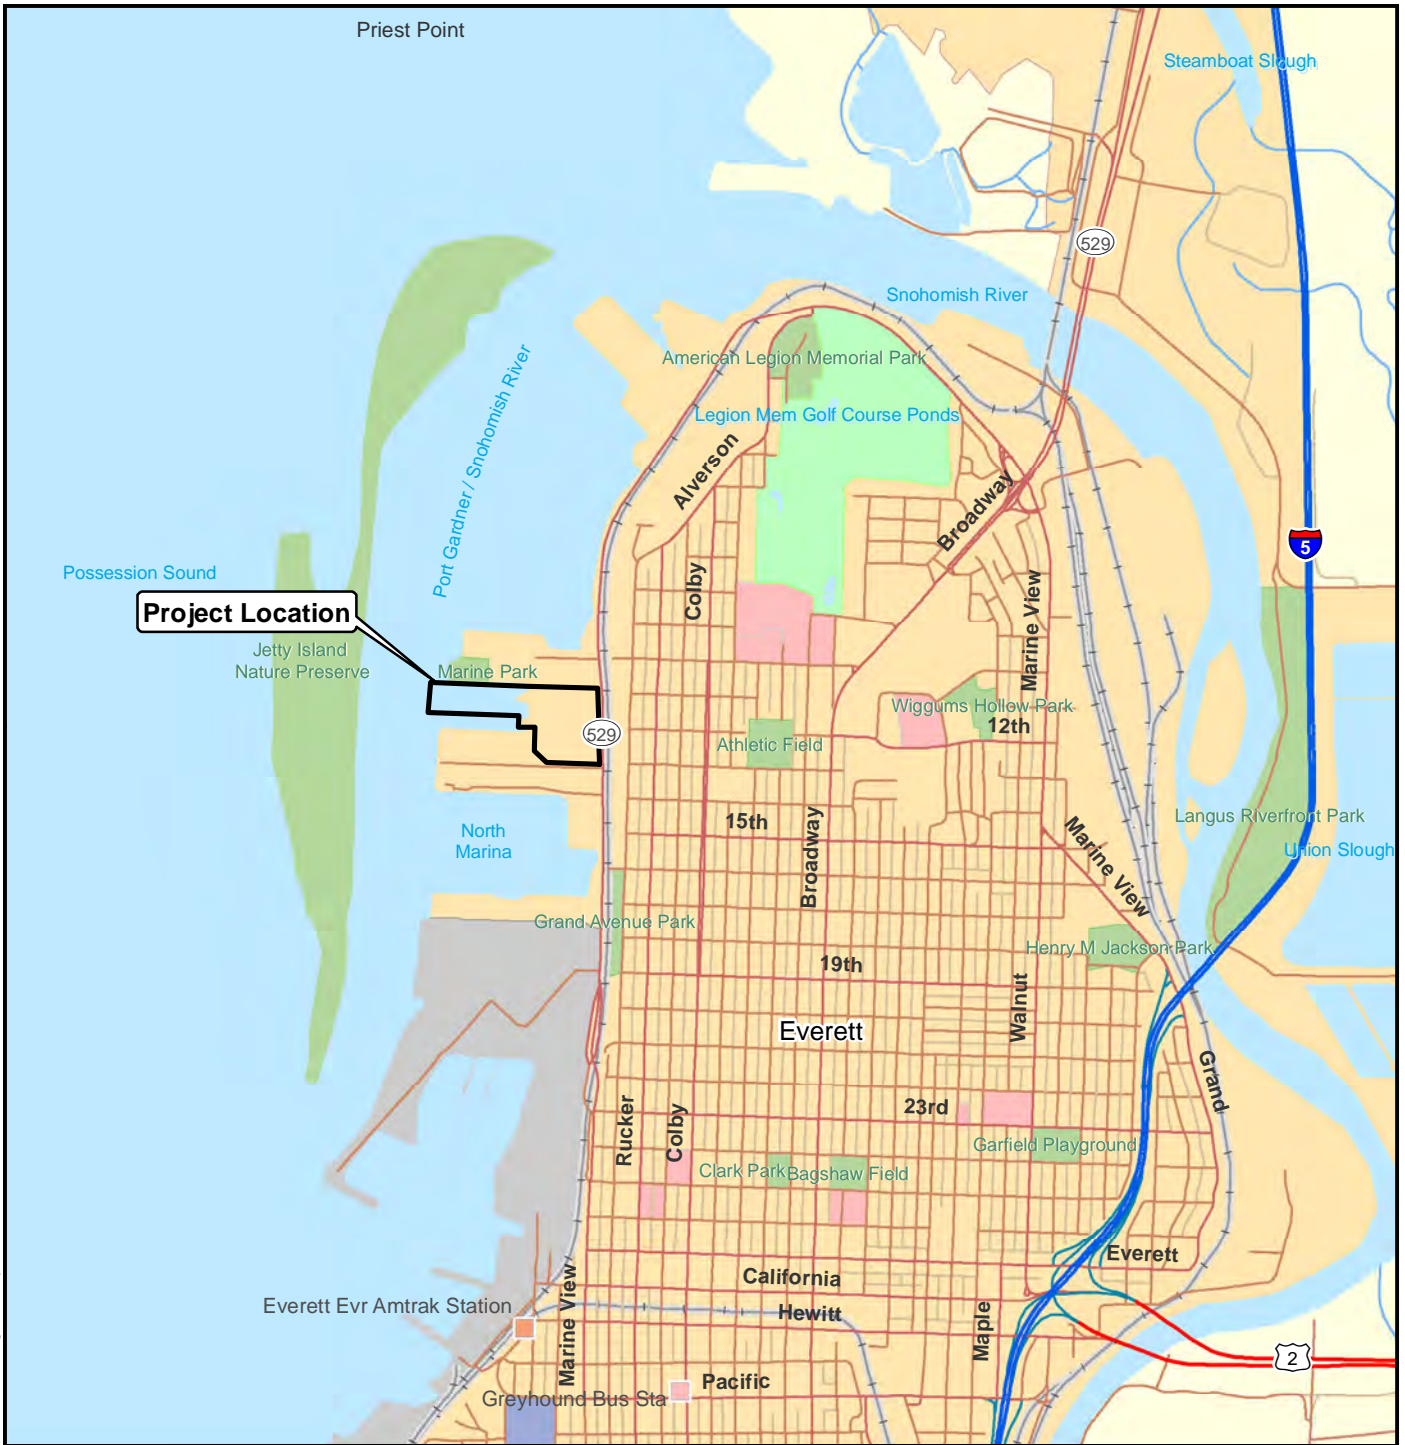 Priest Point
Steamboat Slough
529
Snohomish River
American Legion Memorial Park
Legion Mem Golf Course Ponds
Port Gardner / Snohomish River
Alverson
Broadway
5
Possession Sound
Colby
Marine View
Project Location
Jetty Island
Nature Preserve
Marine Park
Wiggums Hollow Park
12th
529
Athletic Field
15th
Broadway
Langus Riverfront Park
North
Marina
Marine View
Union Slough
Grand Avenue Park
Henry M Jackson Park
19th
Walnut
Everett
Grand
23rd
Rucker
Colby
Garfield Playground
Clark Park
Bagshaw Field
Everett
California
Everett Evr Amtrak Station
Marine View
Hewitt
Maple
2
Pacific
Greyhound Bus Sta